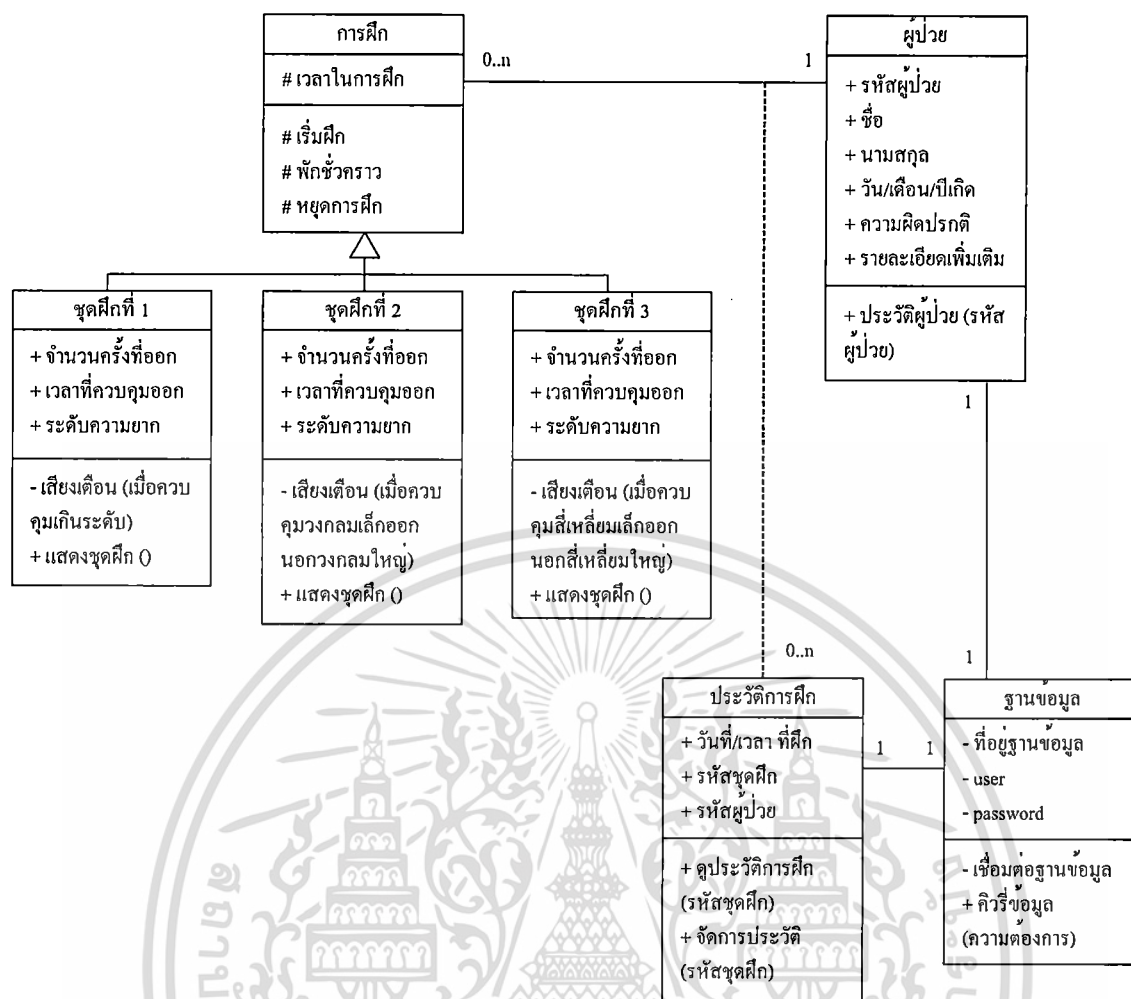 การฝึก
# เวลาในการฝึก
# เริ่มฝึก
# พักชั่วคราว
# หยุดการฝึก
0..n
1
ผู้ป่วย
+ รหัสผู้ป่วย
+ ชื่อ
+ นามสกุล
+ วัน/เดือน/ปีเกิด
+ ความผิดปรกติ
+ รายละเอียดเพิ่มเติม
+ ประวัติผู้ป่วย (รหัส
ผู้ป่วย)
ชุดฝึกที่ 1
+ จำนวนครั้งที่ออก
+ เวลาที่ควบคุมออก
+ ระดับความยาก
- เสียงเตือน (เมื่อควบ
คุมเกินระดับ)
+ แสดงชุดฝึก ()
ชุดฝึกที่ 2
+ จำนวนครั้งที่ออก
+ เวลาที่ควบคุมออก
+ ระดับความยาก
- เสียงเตือน (เมื่อควบ
คุมวงกลมเล็กออก
นอกวงกลมใหญ่)
+ แสดงชุดฝึก ()
ชุดฝึกที่ 3
+ จำนวนครั้งที่ออก
+ เวลาที่ควบคุมออก
+ ระดับความยาก
- เสียงเตือน (เมื่อควบ
คุมสี่เหลี่ยมเล็กออก
นอกสี่เหลี่ยมใหญ่)
+ แสดงชุดฝึก ()
1
0..n
1
ประวัติการฝึก
+ วันที่/เวลา ที่ฝึก
+ รหัสชุดฝึก
+ รหัสผู้ป่วย
+ ดูประวัติการฝึก
(รหัสชุดฝึก)
+ จัดการประวัติ
(รหัสชุดฝึก)
1
1
ฐานข้อมูล
- ที่อยู่ฐานข้อมูล
- user
- password
- เชื่อมต่อฐานข้อมูล
+ คิวรี่ข้อมูล
(ความต้องการ)